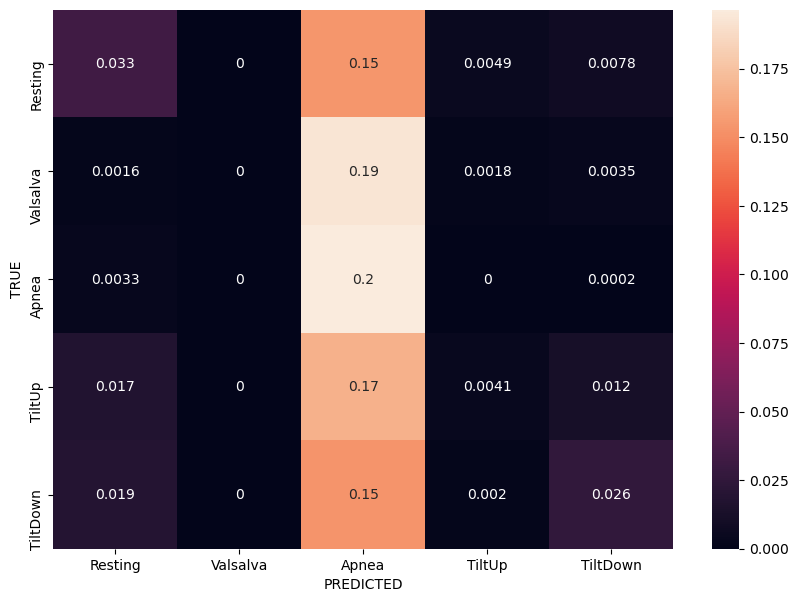 TRUE
Resting 0.033 0 0.15 0.0049 0.0078
Valsalva 0.0016 0 0.19 0.0018 0.0035
Apnea 0.0033 0 0.2 0 0.0002
TiltUp 0.017 0 0.17 0.0041 0.012
TiltDown 0.019 0 0.15 0.002 0.026
Resting Valsalva Apnea TiltUp TiltDown
PREDICTED
0.175
0.150
0.125
0.100
0.075
0.050
0.025
0.000